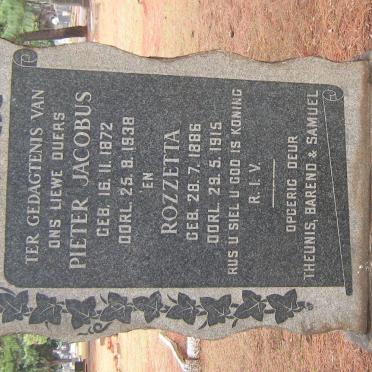 TER GEDAGTENIS VAN
ONS LIEWE OUERS
PIETER JACOBUS
GEB. 16.11.1872
OORL. 25.8.1938
EN
ROZZETTA
GEB. 28.7.1886
OORL. 29.5.1915
RUS U SIEL U GOD IS KONING
R.I.V.
OPGERIG DEUR
THEUNIS, BAREND & SAMUEL